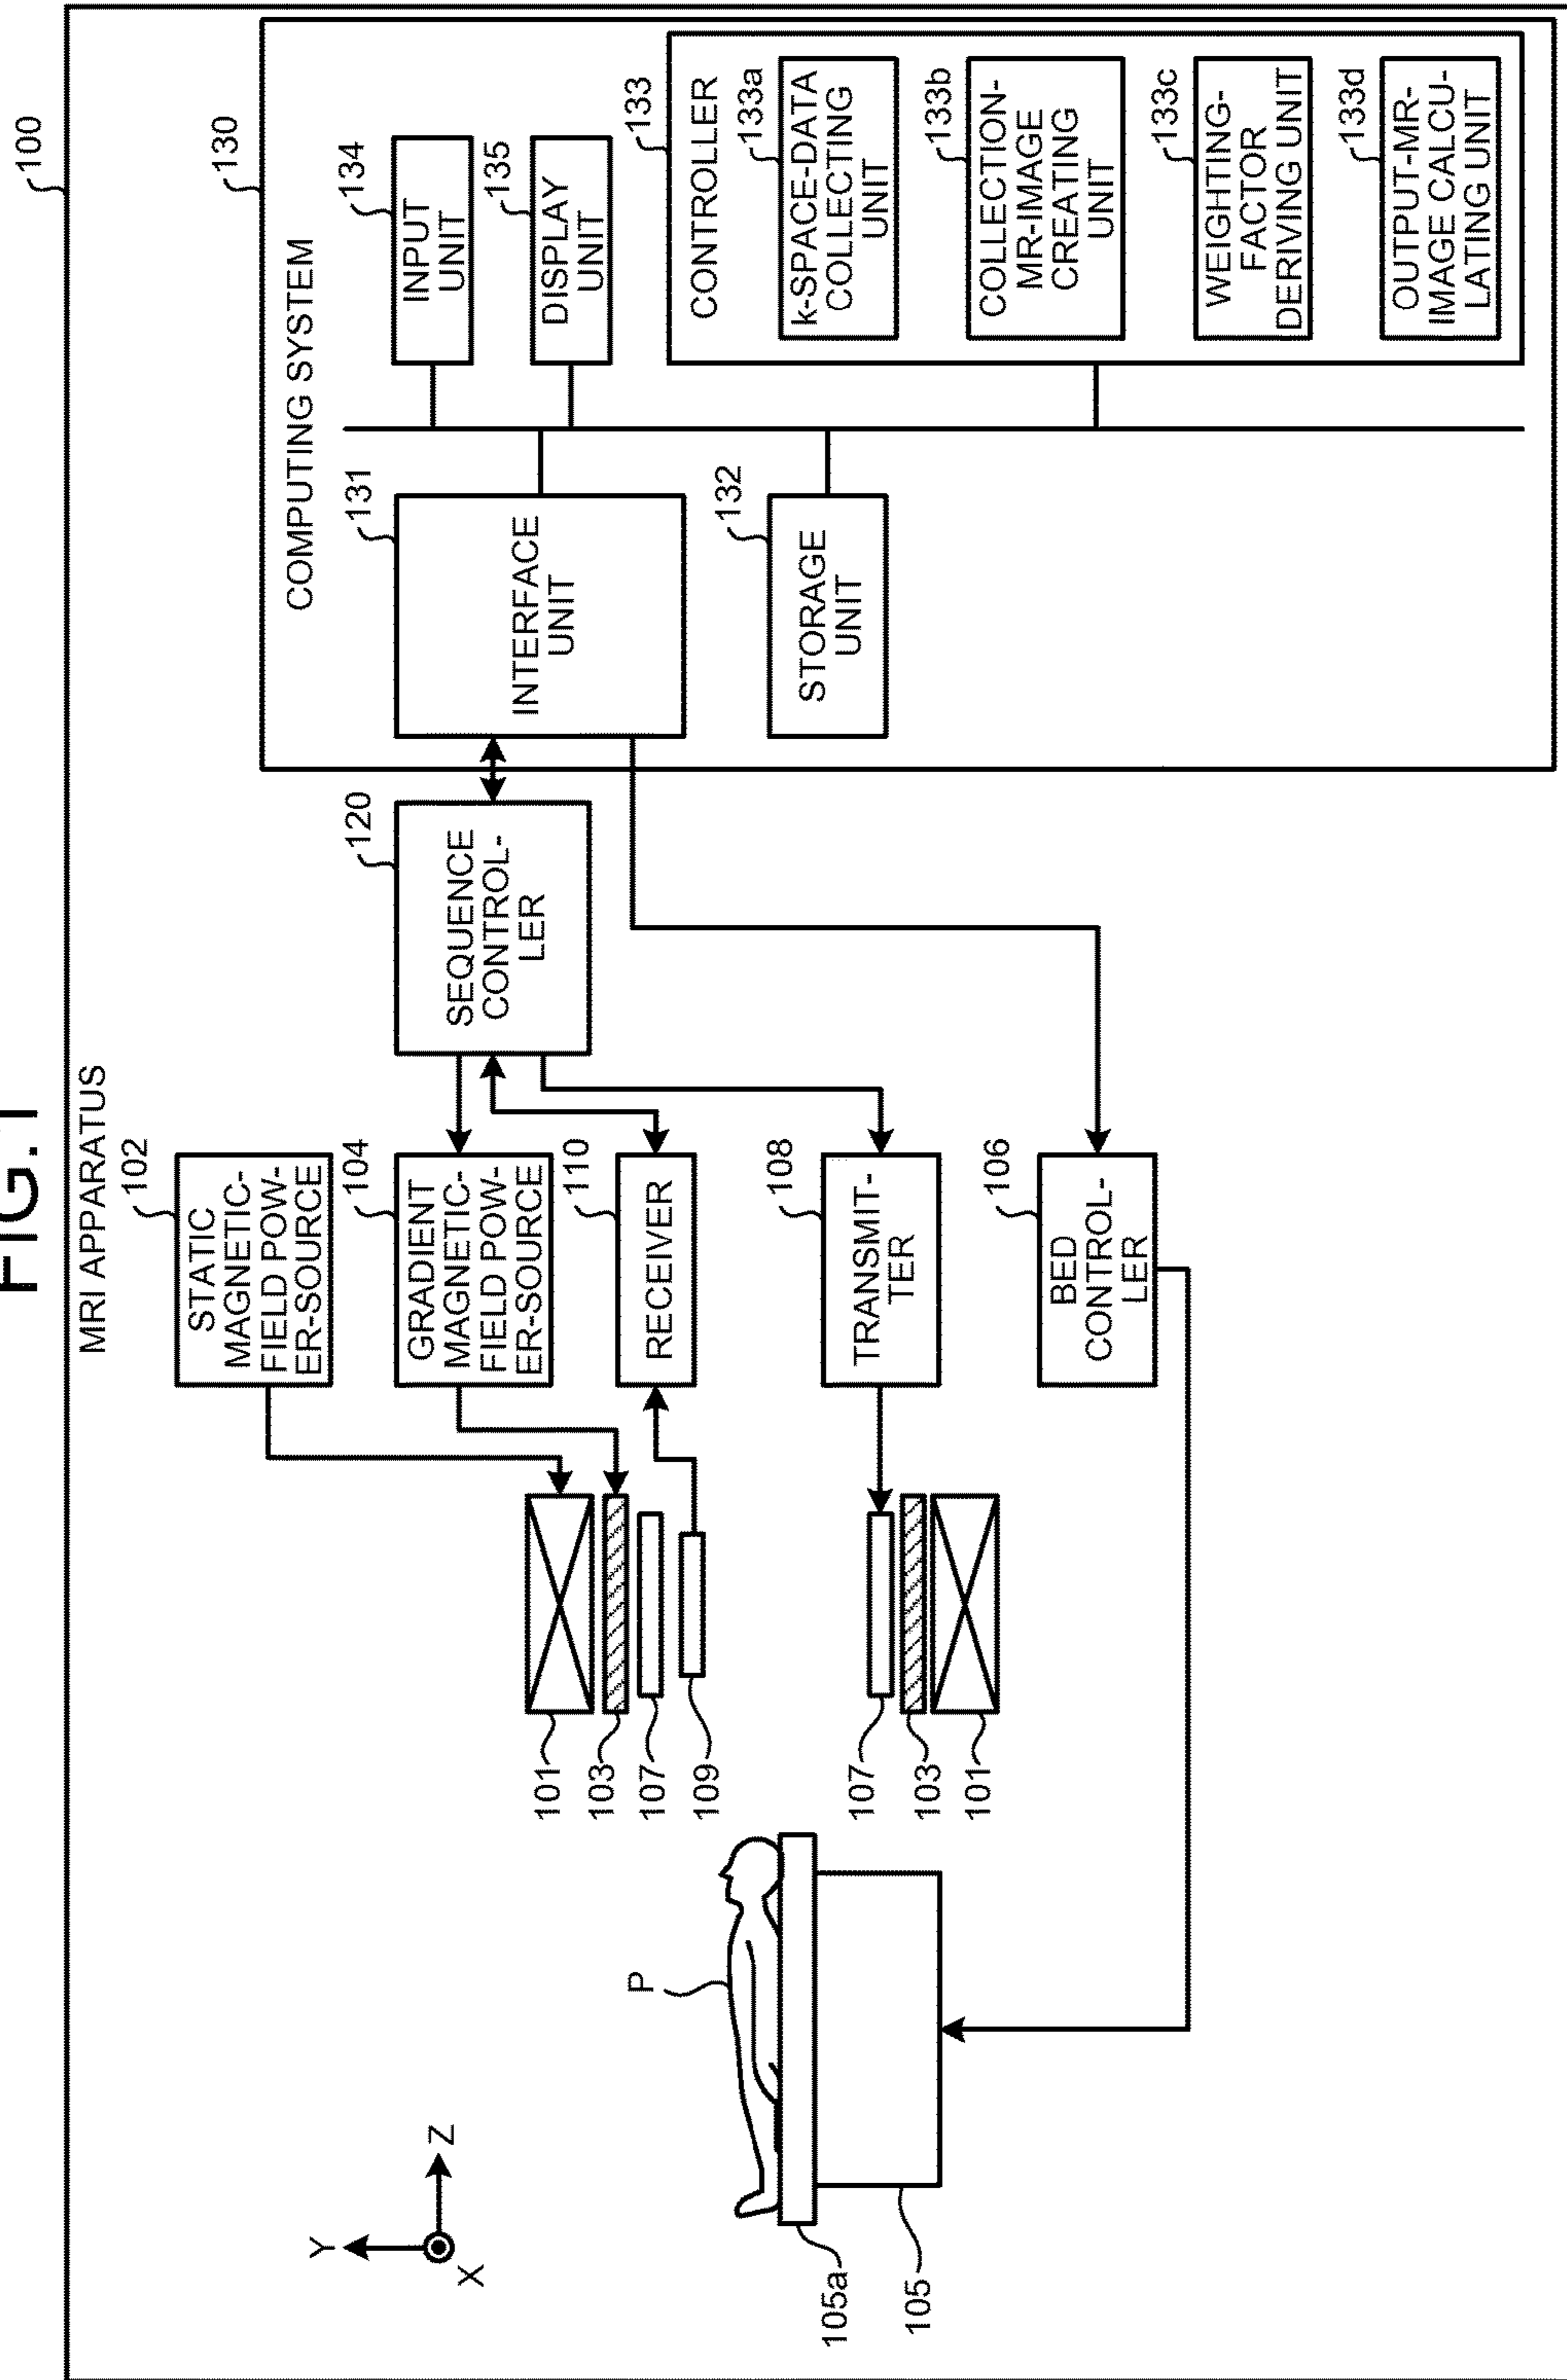 FIG.1
100
MRI APPARATUS
130
COMPUTING SYSTEM
102
STATIC
MAGNETIC-
FIELD POW-
ER-SOURCE
104
GRADIENT
MAGNETIC-
FIELD POW-
ER-SOURCE
110
RECEIVER
108
TRANSMIT-
TER
106
BED
CONTROL-
LER
120
SEQUENCE
CONTROL-
LER
131
INTERFACE
UNIT
132
STORAGE
UNIT
134
INPUT
UNIT
135
DISPLAY
UNIT
133
CONTROLLER
133a
k-SPACE-DATA
COLLECTING
UNIT
133b
COLLECTION-
MR-IMAGE
CREATING
UNIT
133c
WEIGHTING-
FACTOR
DERIVING UNIT
133d
OUTPUT-MR-
IMAGE CALCU-
LATING UNIT
101
103
107
109
107
103
101
P
Y
Z
X
105a
105